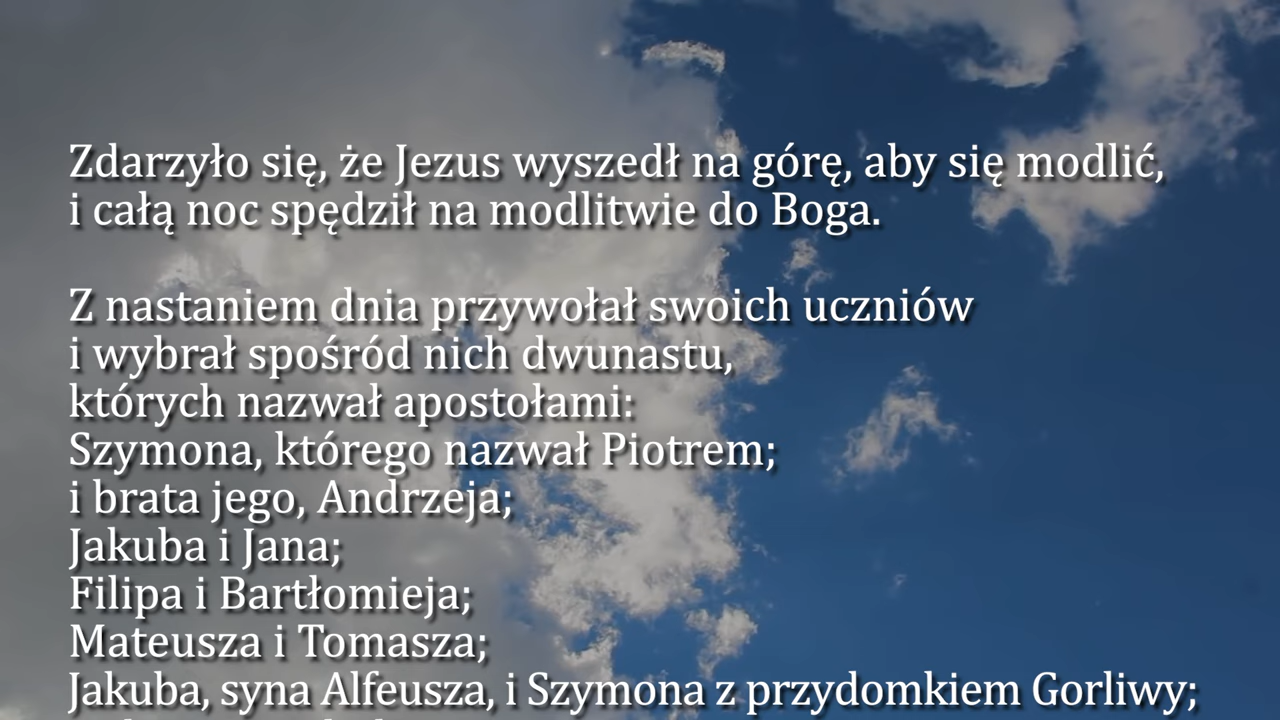 Zdarzyło się, że Jezus wyszedł na górę, aby się modlić,
i całą noc spędził na modlitwie do Boga.
Z nastaniem dnia przywołał swoich uczniów
i wybrał spośród nich dwunastu,
których nazwał apostołami:
Szymona, którego nazwał Piotrem;
i brata jego, Andrzeja;
Jakuba i Jana;
Filipa i Bartłomieja;
Mateusza i Tomasza;
Jakuba, syna Alfeusza, i Szymona z przydomkiem Gorliwy;